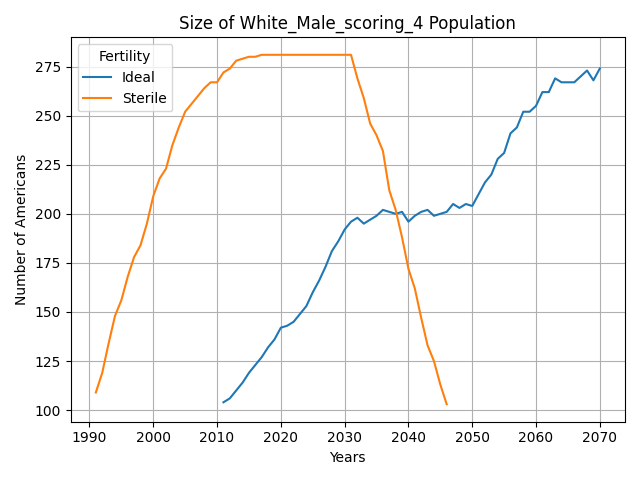 Size of White_Male_scoring_4 Population
Fertility
Ideal
Sterile
Number of Americans
275
250
225
200
175
150
125
100
1990 2000 2010 2020 2030 2040 2050 2060 2070
Years